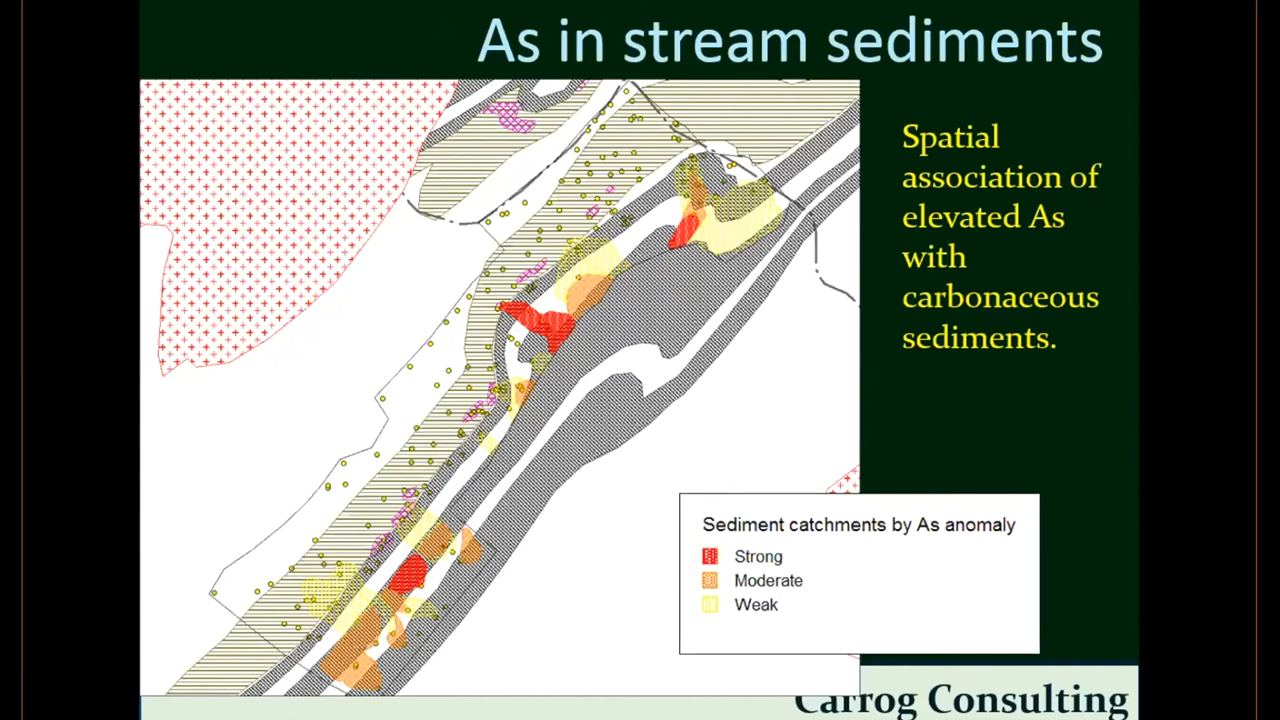 As in stream sediments
Spatial
association of
elevated As
with
carbonaceous
sediments.
Sediment catchments by As anomaly
Strong
Moderate
Weak
Carrog Consulting